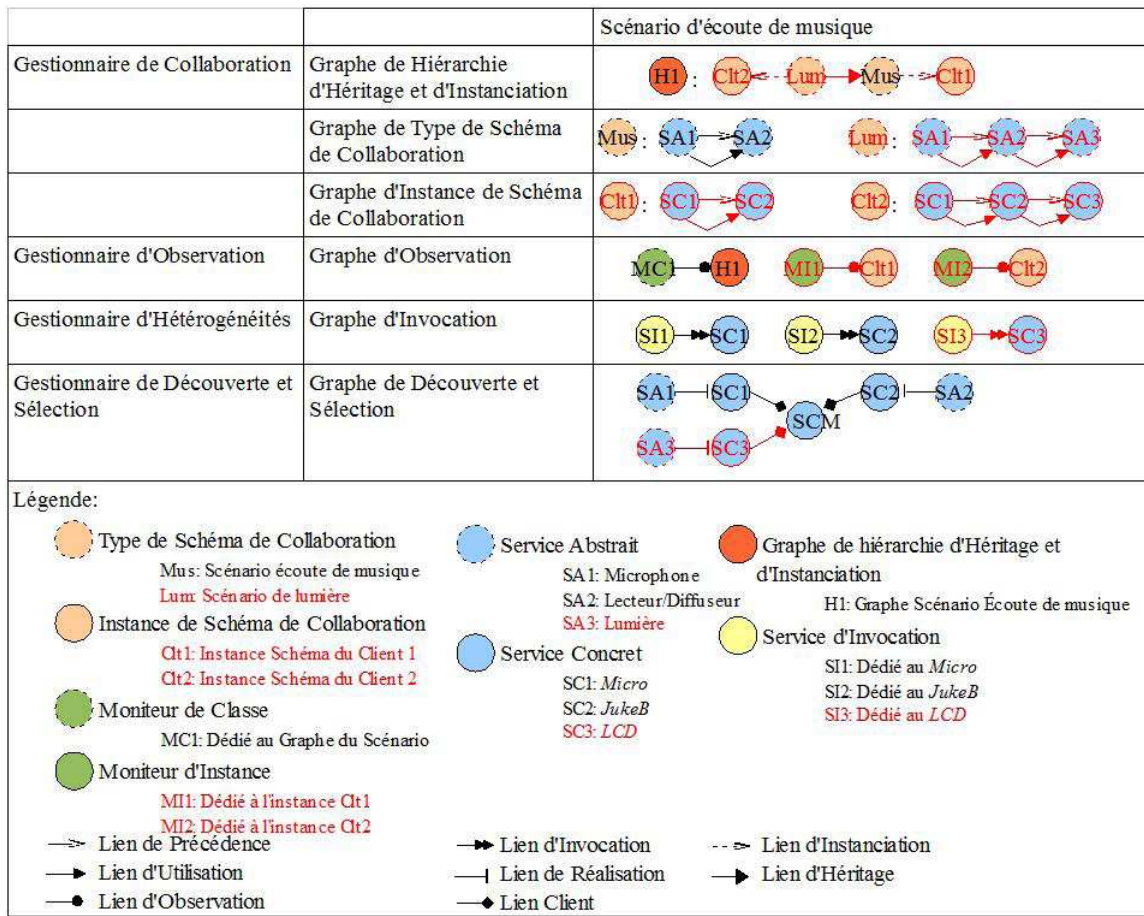 Scénario d'écoute de musique
Gestionnaire de Collaboration
Graphe de Hiérarchie
d'Héritage et d'Instanciation
H1 : Clt2 Lum Mus Clt1
Graphe de Type de Schéma
de Collaboration
Mus : SA1 SA2 Lum : SA1 SA2 SA3
Graphe d'Instance de Schéma
de Collaboration
Clt1 : SC1 SC2 Clt2 : SC1 SC2 SC3
Gestionnaire d'Observation
Graphe d'Observation
MC1 H1 MI1 Clt1 MI2 Clt2
Gestionnaire d'Hétérogénéités
Graphe d'Invocation
SI1 SC1 SI2 SC2 SI3 SC3
Gestionnaire de Découverte et
Sélection
Graphe de Découverte et
Sélection
SA1 SC1 SC2 SA2
SCM
SA3 SC3
Légende:
Type de Schéma de Collaboration
Mus: Scénario écoute de musique
Lum: Scénario de lumière
Instance de Schéma de Collaboration
Clt1: Instance Schéma du Client 1
Clt2: Instance Schéma du Client 2
Moniteur de Classe
MC1: Dédié au Graphe du Scénario
Moniteur d'Instance
MI1: Dédié à l'instance Clt1
MI2: Dédié à l'instance Clt2
Service Abstrait
SA1: Microphone
SA2: Lecteur/Diffuseur
SA3: Lumière
Service Concret
SC1: Micro
SC2: JukeB
SC3: LCD
Graphe de hiérarchie d'Héritage et
d'Instanciation
H1: Graphe Scénario Écoute de musique
Service d'Invocation
SI1: Dédié au Micro
SI2: Dédié au JukeB
SI3: Dédié au LCD
Lien de Précédence
Lien d'Utilisation
Lien d'Observation
Lien d'Invocation
Lien de Réalisation
Lien Client
Lien d'Instanciation
Lien d'Héritage